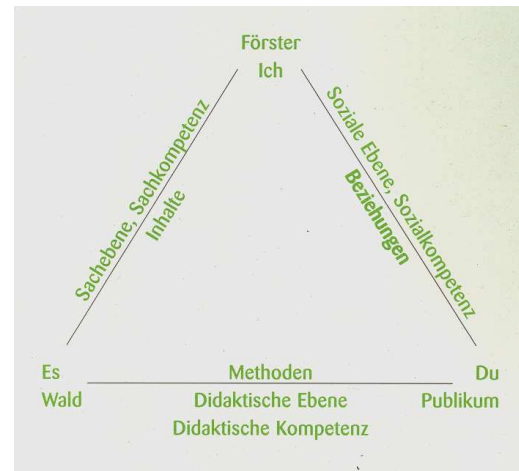 Förster
Ich
Sachebene, Sachkompetenz
Inhalte
Soziale Ebene, Sozialkompetenz
Beziehungen
Es
Wald
Methoden
Didaktische Ebene
Didaktische Kompetenz
Du
Publikum